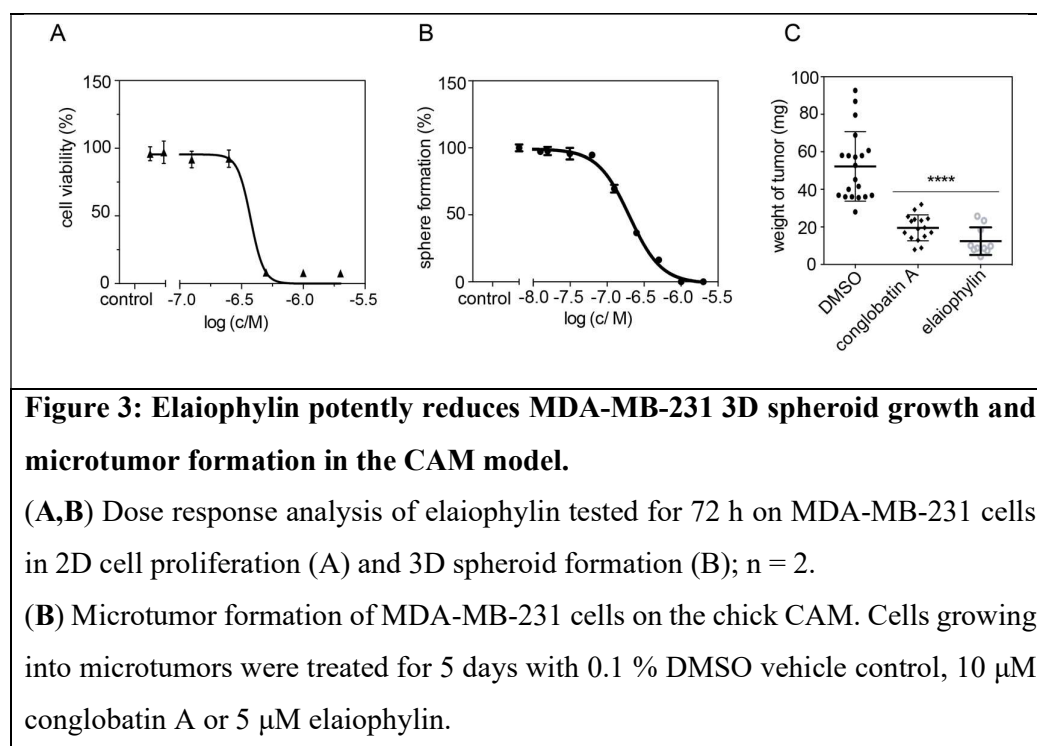 A
B
C
150
100
50
0
cell viability (%)
control
-7.0
-6.5
-6.0
-5.5
log (c/M)
150
100
50
0
sphere formation (%)
control
-8.0
-7.5
-7.0
-6.5
-6.0
-5.5
log (c/ M)
100
80
60
40
20
0
weight of tumor (mg)
****
DMSO
conglobatin A
elaiophylin
Figure 3: Elaiophylin potently reduces MDA-MB-231 3D spheroid growth and
microtumor formation in the CAM model.
(A,B) Dose response analysis of elaiophylin tested for 72 h on MDA-MB-231 cells
in 2D cell proliferation (A) and 3D spheroid formation (B); n = 2.
(B) Microtumor formation of MDA-MB-231 cells on the chick CAM. Cells growing
into microtumors were treated for 5 days with 0.1 % DMSO vehicle control, 10 μM
conglobatin A or 5 μM elaiophylin.